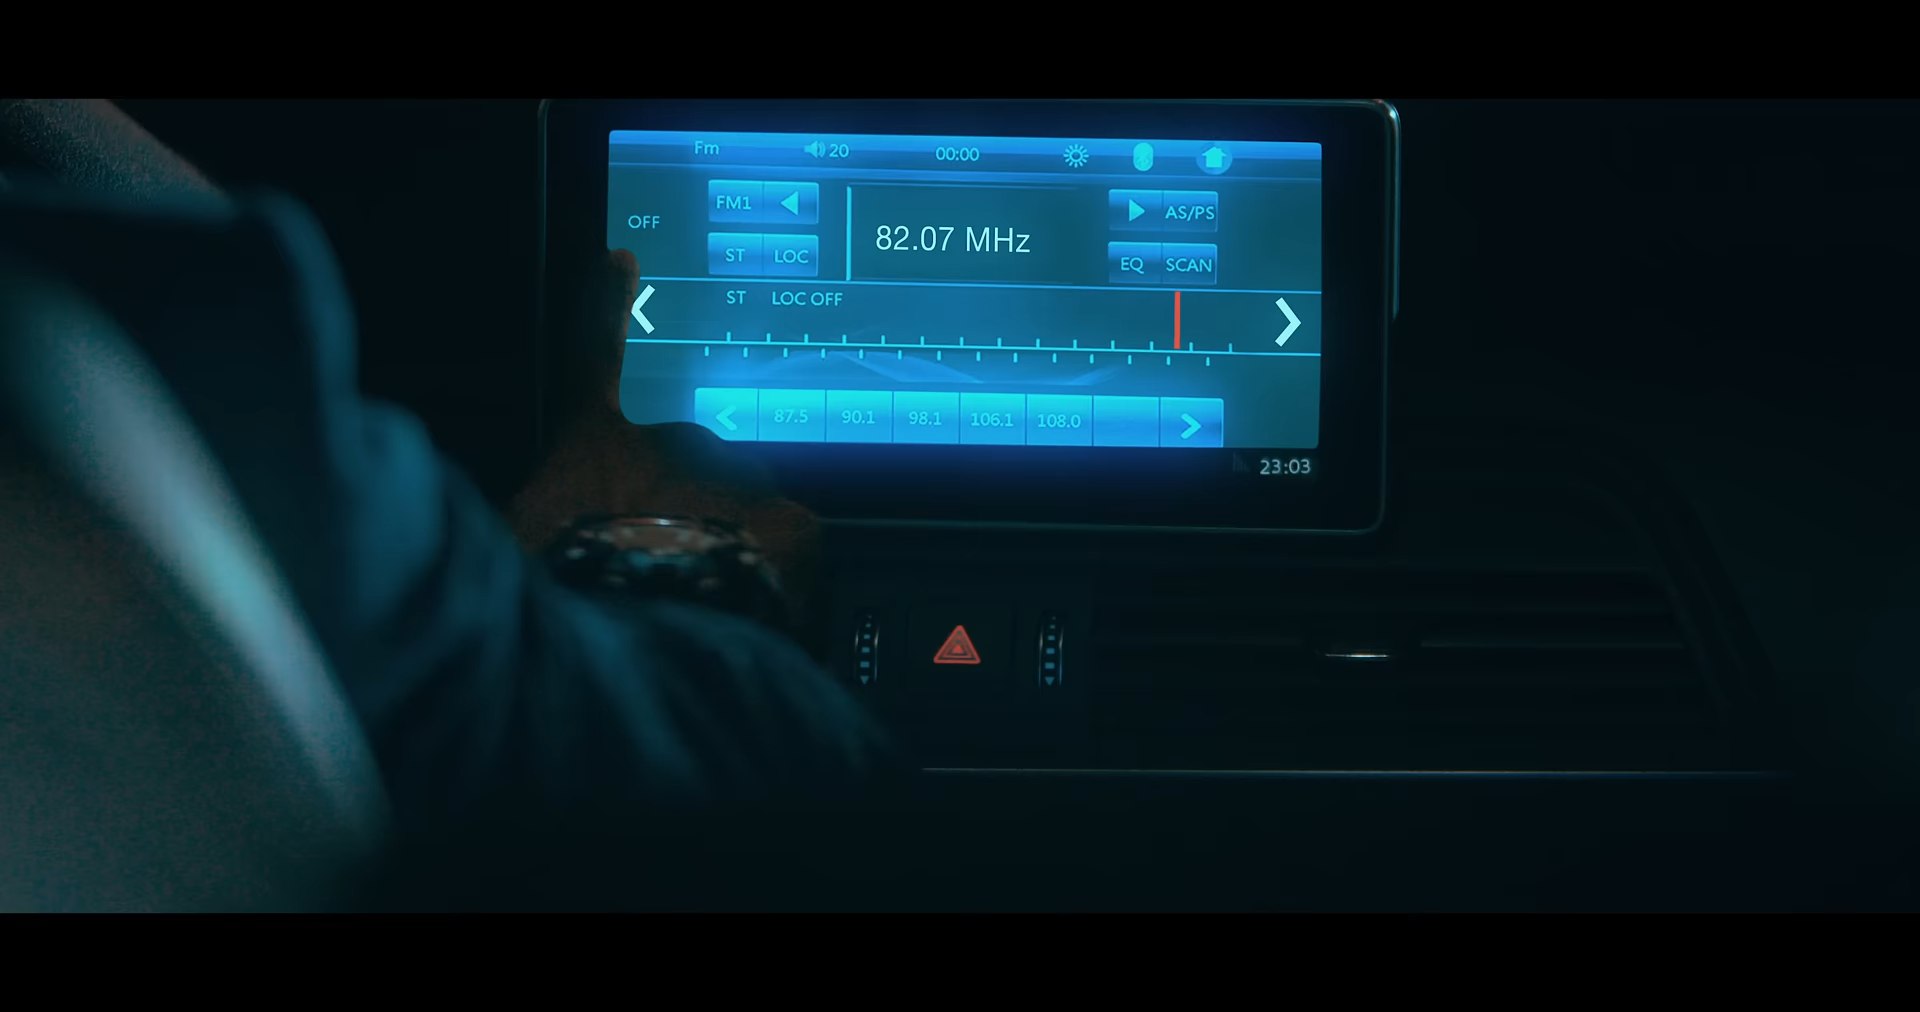 Fm 20 00:00
FM1 AS/PS
OFF
82.07 MHz
ST LOC EQ SCAN
ST LOC OFF
87.5 90.1 98.1 106.1 108.0
23:03